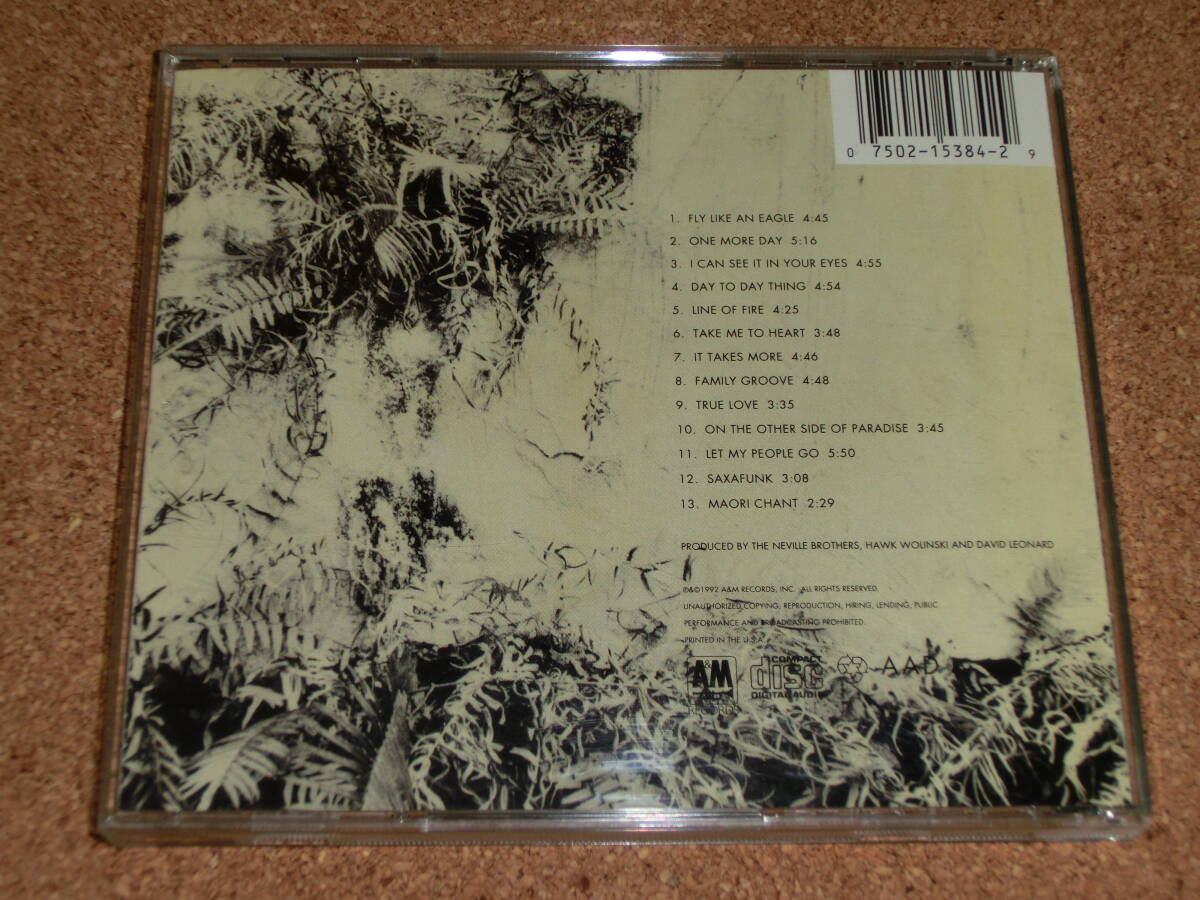 0 7502-15384-2 9
1. FLY LIKE AN EAGLE 4:45
2. ONE MORE DAY 5:16
3. I CAN SEE IT IN YOUR EYES 4:55
4. DAY TO DAY THING 4:54
5. LINE OF FIRE 4:25
6. TAKE ME TO HEART 3:48
7. IT TAKES MORE 4:46
8. FAMILY GROOVE 4:48
9. TRUE LOVE 3:35
10. ON THE OTHER SIDE OF PARADISE 3:45
11. LET MY PEOPLE GO 5:50
12. SAXAFUNK 3:08
13. MAORI CHANT 2:29
PRODUCED BY THE NEVILLE BROTHERS, HAWK WOLINSKI AND DAVID LEONARD
℗&©1992 A&M RECORDS, INC. ALL RIGHTS RESERVED.
UNAUTHORIZED COPYING, REPRODUCTION, HIRING, LENDING, PUBLIC
PERFORMANCE AND BROADCASTING PROHIBITED.
PRINTED IN THE U.S.A.
A&M
RECORDS
COMPACT
disc
DIGITAL AUDIO
AAD